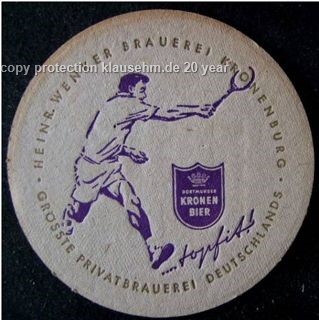 copy protection klausehm.de 20 year
· HEINR. WENKER BRAUEREI KRONENBURG ·
GRÖSSTE PRIVATBRAUEREI DEUTSCHLANDS
DORTMUNDER
KRONEN
BIER
....topfit!